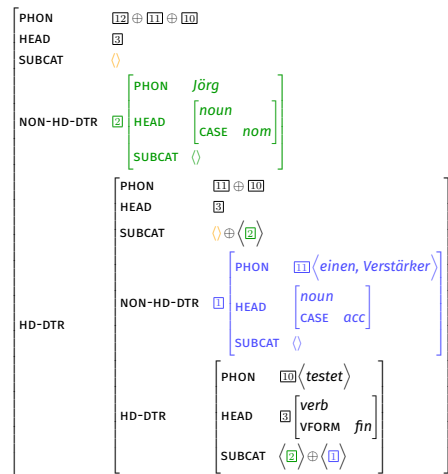 PHON 12 ⊕ 11 ⊕ 10
HEAD 3
SUBCAT ⟨⟩
NON-HD-DTR 2
PHON Jörg
HEAD noun
CASE nom
SUBCAT ⟨⟩
HD-DTR
PHON 11 ⊕ 10
HEAD 3
SUBCAT ⟨⟩ ⊕ ⟨2⟩
NON-HD-DTR 1
PHON 11 ⟨einen, Verstärker⟩
HEAD noun
CASE acc
SUBCAT ⟨⟩
HD-DTR
PHON 10 ⟨testet⟩
HEAD 3 verb
VFORM fin
SUBCAT ⟨2⟩ ⊕ ⟨1⟩